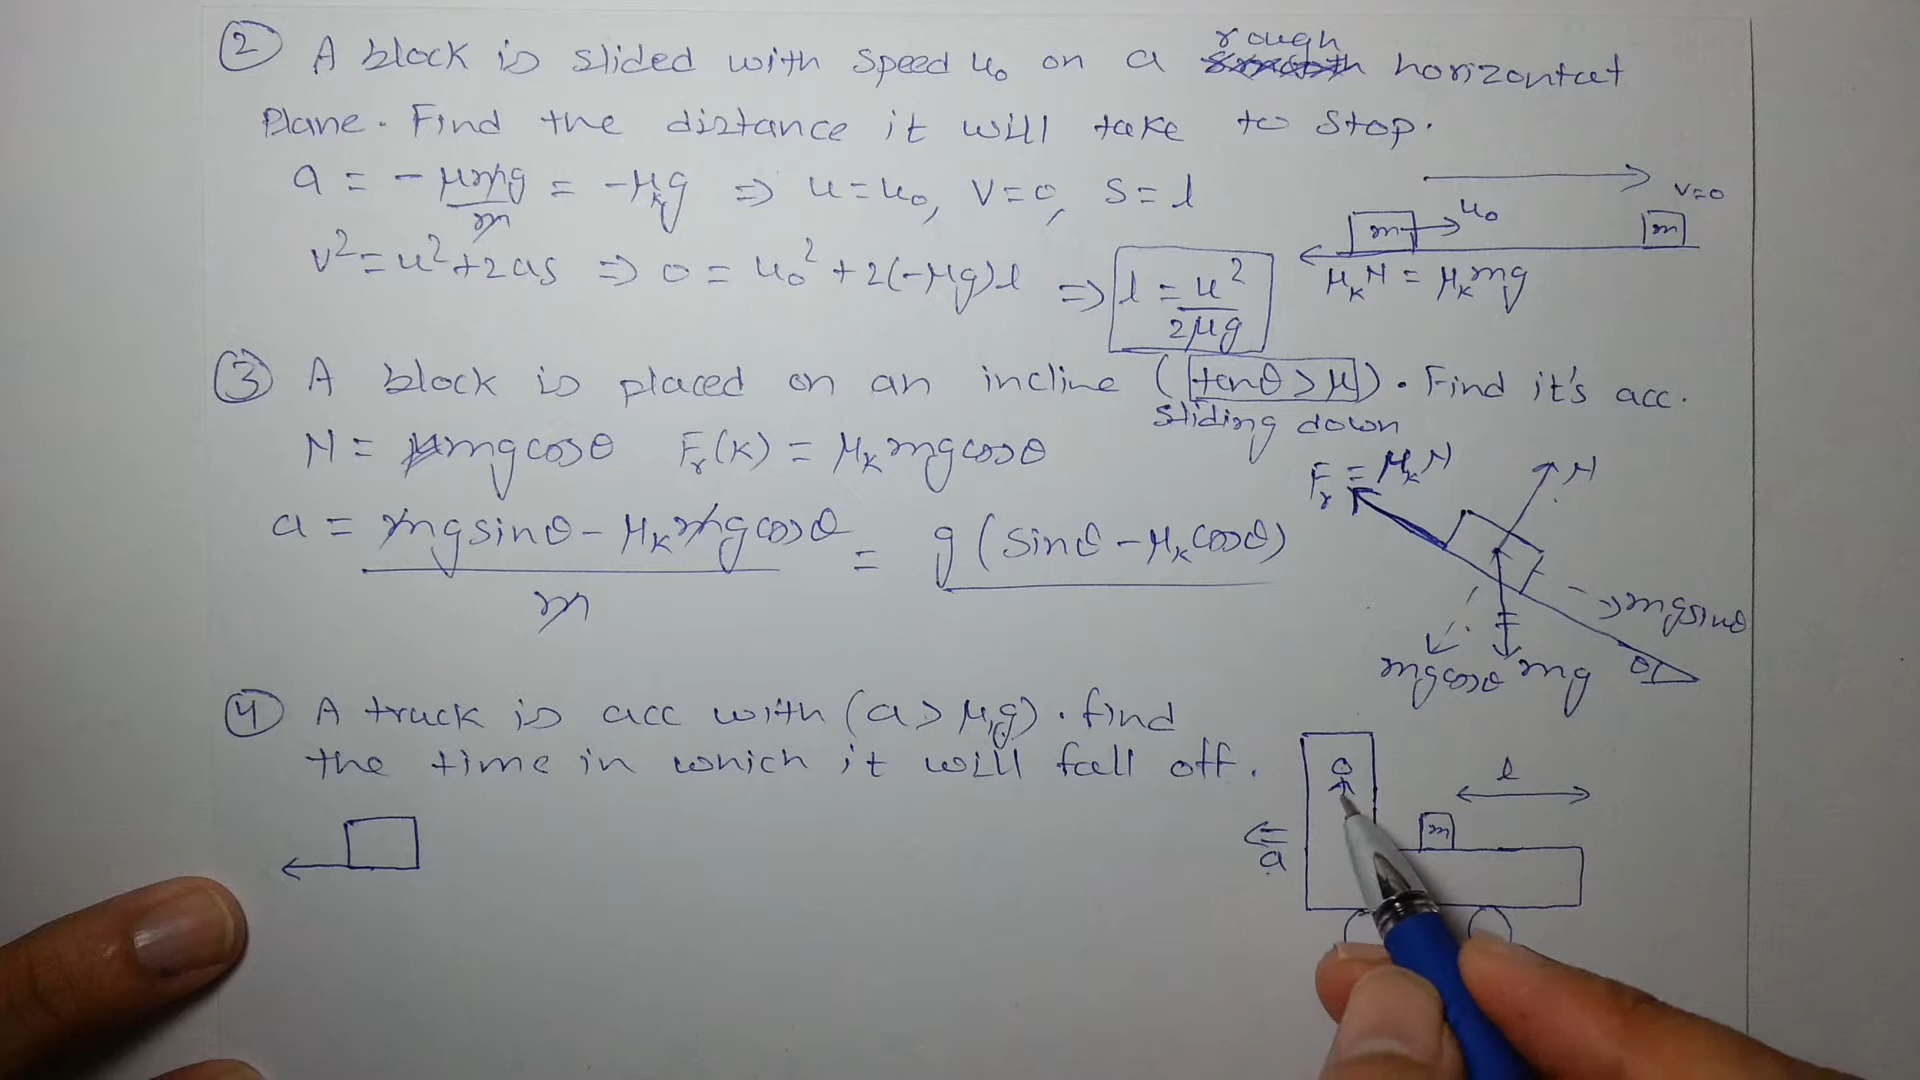 2 A block is slided with speed u₀ on a rough horizontal
plane. Find the distance it will take to stop.
a = -μmg/m = -μₖg ⇒ u=u₀, v=0, s=l
v²=u²+2as ⇒ 0 = u₀²+2(-μg)l ⇒ l = u²/2μg
v=0
m u₀ m
μₖN = μₖmg
3 A block is placed on an incline (tanθ>μ). Find it's acc.
sliding down
N = mgcosθ Fᵣ(k) = μₖmgcosθ
a = mgsinθ-μₖmgcosθ/m = g(sinθ-μₖcosθ)
Fᵣ = μₖN N
mgsinθ
mgcosθ mg θ
4 A truck is acc with (a>μg). find
the time in which it will fall off.
l
m
a